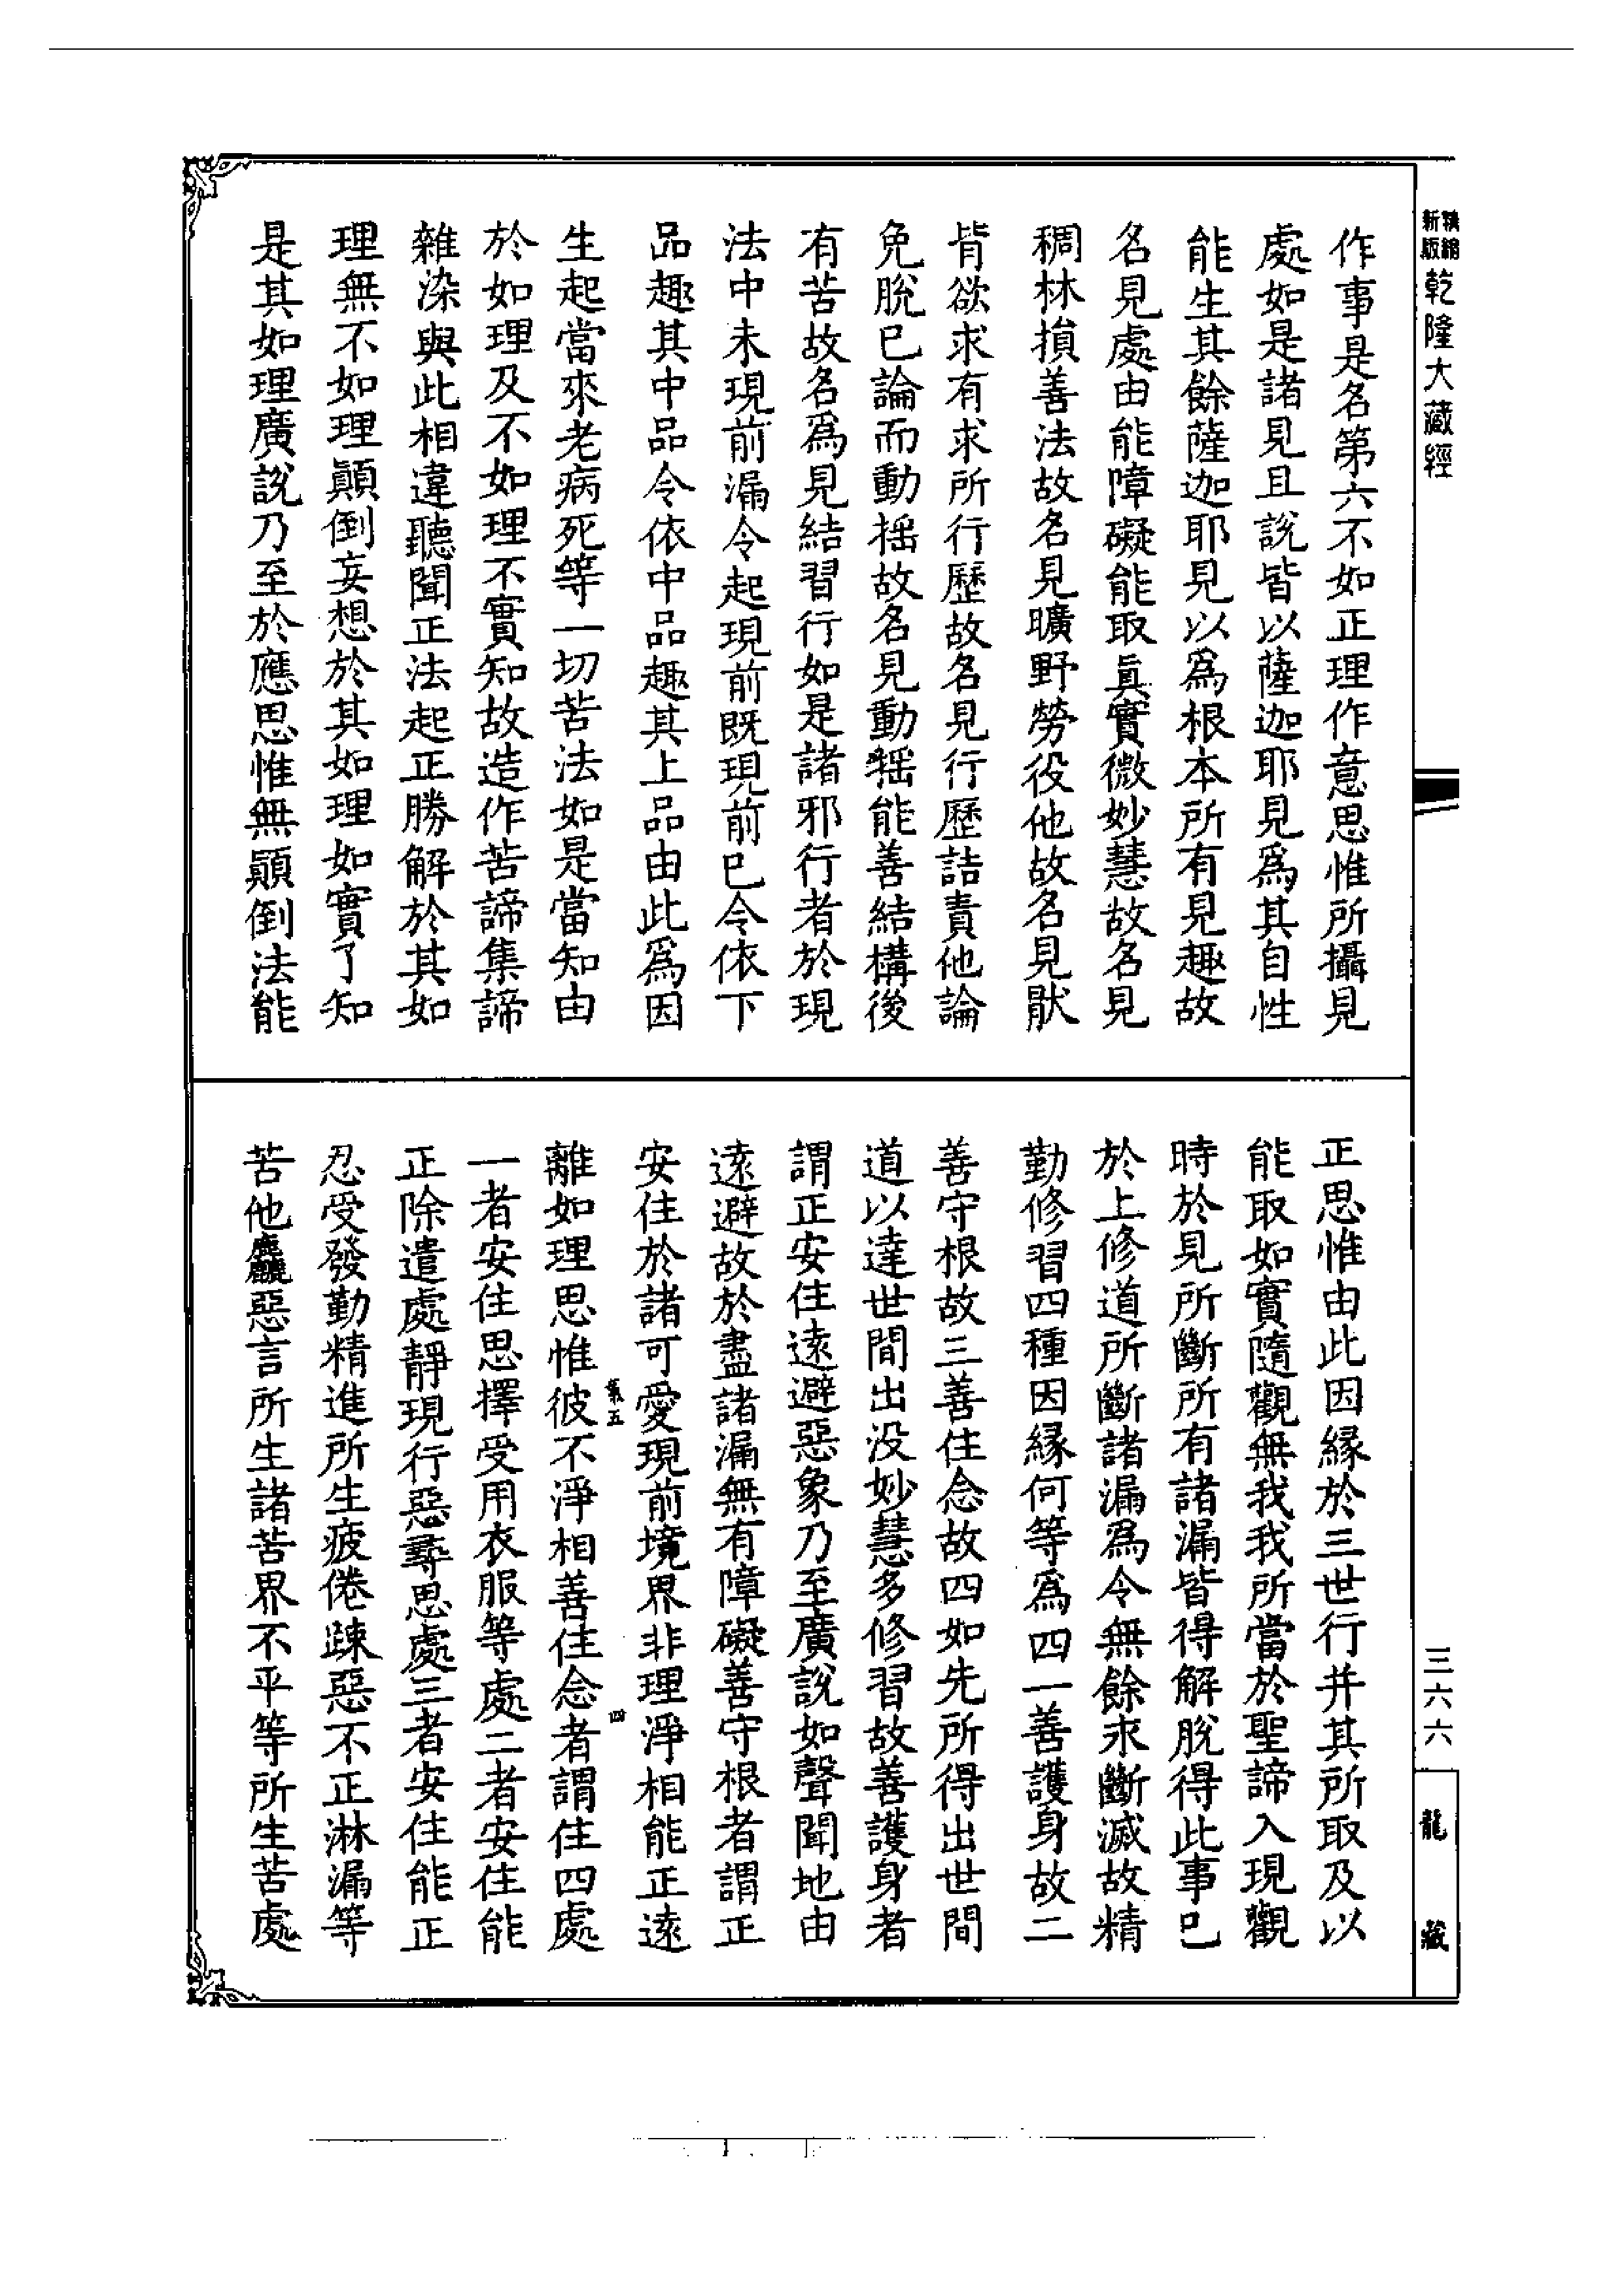 精編
新版
乾隆大藏經
作事是名第六不如正理作意思惟所攝見
處如是諸見且說皆以薩迦耶見為其自性
能生其餘薩迦耶見以為根本所有見趣故
名見處由能障礙能取真實微妙慧故名見
稠林損善法故名見曠野勞役他故名見猒
背欲求有求所行歷故名見行歷詰責他論
免脫已論而動搖故名見動搖能善結構後
有苦故名為見結習行如是諸邪行者於現
法中未現前漏令起現前既現前已令依下
品趣其中品令依中品趣其上品由此為因
生起當來老病死等一切苦法如是當知由
於如理及不如理不實知故造作苦諦集諦
雜染與此相違聽聞正法起正勝解於其如
理無不如理顛倒妄想於其如理如實了知
是其如理廣說乃至於應思惟無顛倒法能
正思惟由此因緣於三世行并其所取及以
能取如實隨觀無我我所當於聖諦入現觀
時於見所斷所有諸漏皆得解脫得此事已
於上修道所斷諸漏為令無餘永斷滅故精
勤修習四種因緣何等為四一善護身故二
善守根故三善住念故四如先所得出世間
道以達世間出沒妙慧多修習故善護身者
謂正安住遠避惡象乃至廣說如聲聞地由
遠避故於盡諸漏無有障礙善守根者謂正
安住於諸可愛現前境界非理淨相能正遠
離如理思惟彼不淨相善住念者謂住四處
一者安住思擇受用衣服等處二者安住能
正除遣處靜現行惡尋思處三者安住能正
忍受發勤精進所生疲倦踈惡不正淋漏等
苦他麤惡言所生諸苦界不平等所生苦處
四
三六六
龍藏